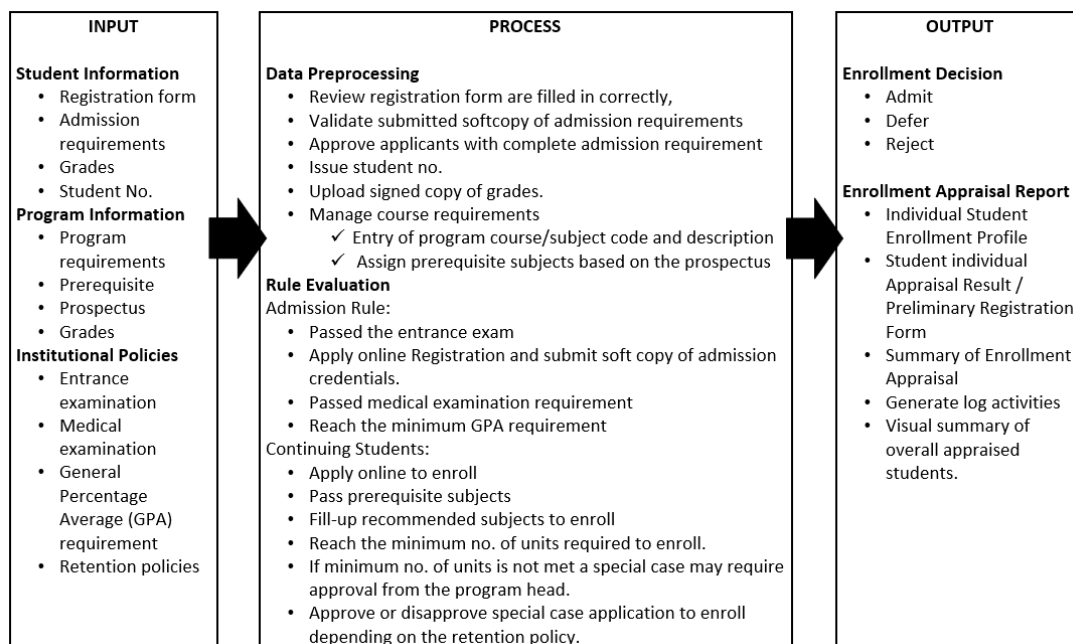 INPUT
Student Information
• Registration form
• Admission
requirements
• Grades
• Student No.
Program Information
• Program
requirements
• Prerequisite
• Prospectus
• Grades
Institutional Policies
• Entrance
examination
• Medical
examination
• General
Percentage
Average (GPA)
requirement
• Retention policies
PROCESS
Data Preprocessing
• Review registration form are filled in correctly,
• Validate submitted softcopy of admission requirements
• Approve applicants with complete admission requirement
• Issue student no.
• Upload signed copy of grades.
• Manage course requirements
✓ Entry of program course/subject code and description
✓ Assign prerequisite subjects based on the prospectus
Rule Evaluation
Admission Rule:
• Passed the entrance exam
• Apply online Registration and submit soft copy of admission
credentials.
• Passed medical examination requirement
• Reach the minimum GPA requirement
Continuing Students:
• Apply online to enroll
• Pass prerequisite subjects
• Fill-up recommended subjects to enroll
• Reach the minimum no. of units required to enroll.
• If minimum no. of units is not met a special case may require
approval from the program head.
• Approve or disapprove special case application to enroll
depending on the retention policy.
OUTPUT
Enrollment Decision
• Admit
• Defer
• Reject
Enrollment Appraisal Report
• Individual Student
Enrollment Profile
• Student individual
Appraisal Result /
Preliminary Registration
Form
• Summary of Enrollment
Appraisal
• Generate log activities
• Visual summary of
overall appraised
students.